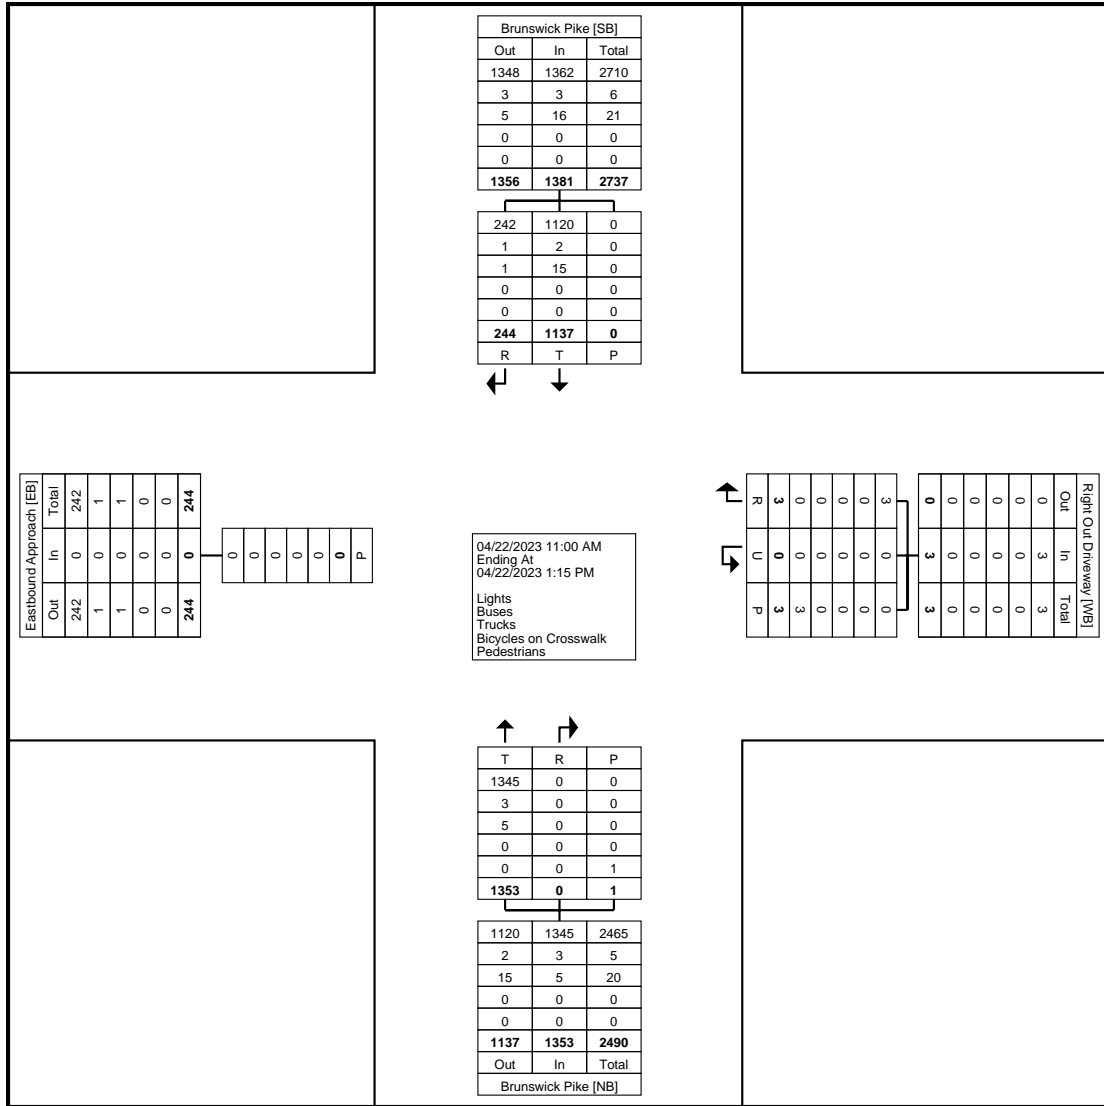 Brunswick Pike [SB]
Out In Total
1348 1362 2710
3 3 6
5 16 21
0 0 0
0 0 0
1356 1381 2737
242 1120 0
1 2 0
1 15 0
0 0 0
0 0 0
244 1137 0
R T P
Eastbound Approach [EB]
Out In Total
242 0 242
1 0 1
1 0 1
0 0 0
0 0 0
244 0 244
0
0
0
0
0
0
P
04/22/2023 11:00 AM
Ending At
04/22/2023 1:15 PM
Lights
Buses
Trucks
Bicycles on Crosswalk
Pedestrians
Right Out Driveway [WB]
Out In Total
0 3 3
0 0 0
0 0 0
0 0 0
0 0 0
0 3 3
3 0 0
0 0 0
0 0 0
0 0 0
0 0 3
3 0 3
R U P
T R P
1345 0 0
3 0 0
5 0 0
0 0 0
0 0 1
1353 0 1
1120 1345 2465
2 3 5
15 5 20
0 0 0
0 0 0
1137 1353 2490
Out In Total
Brunswick Pike [NB]